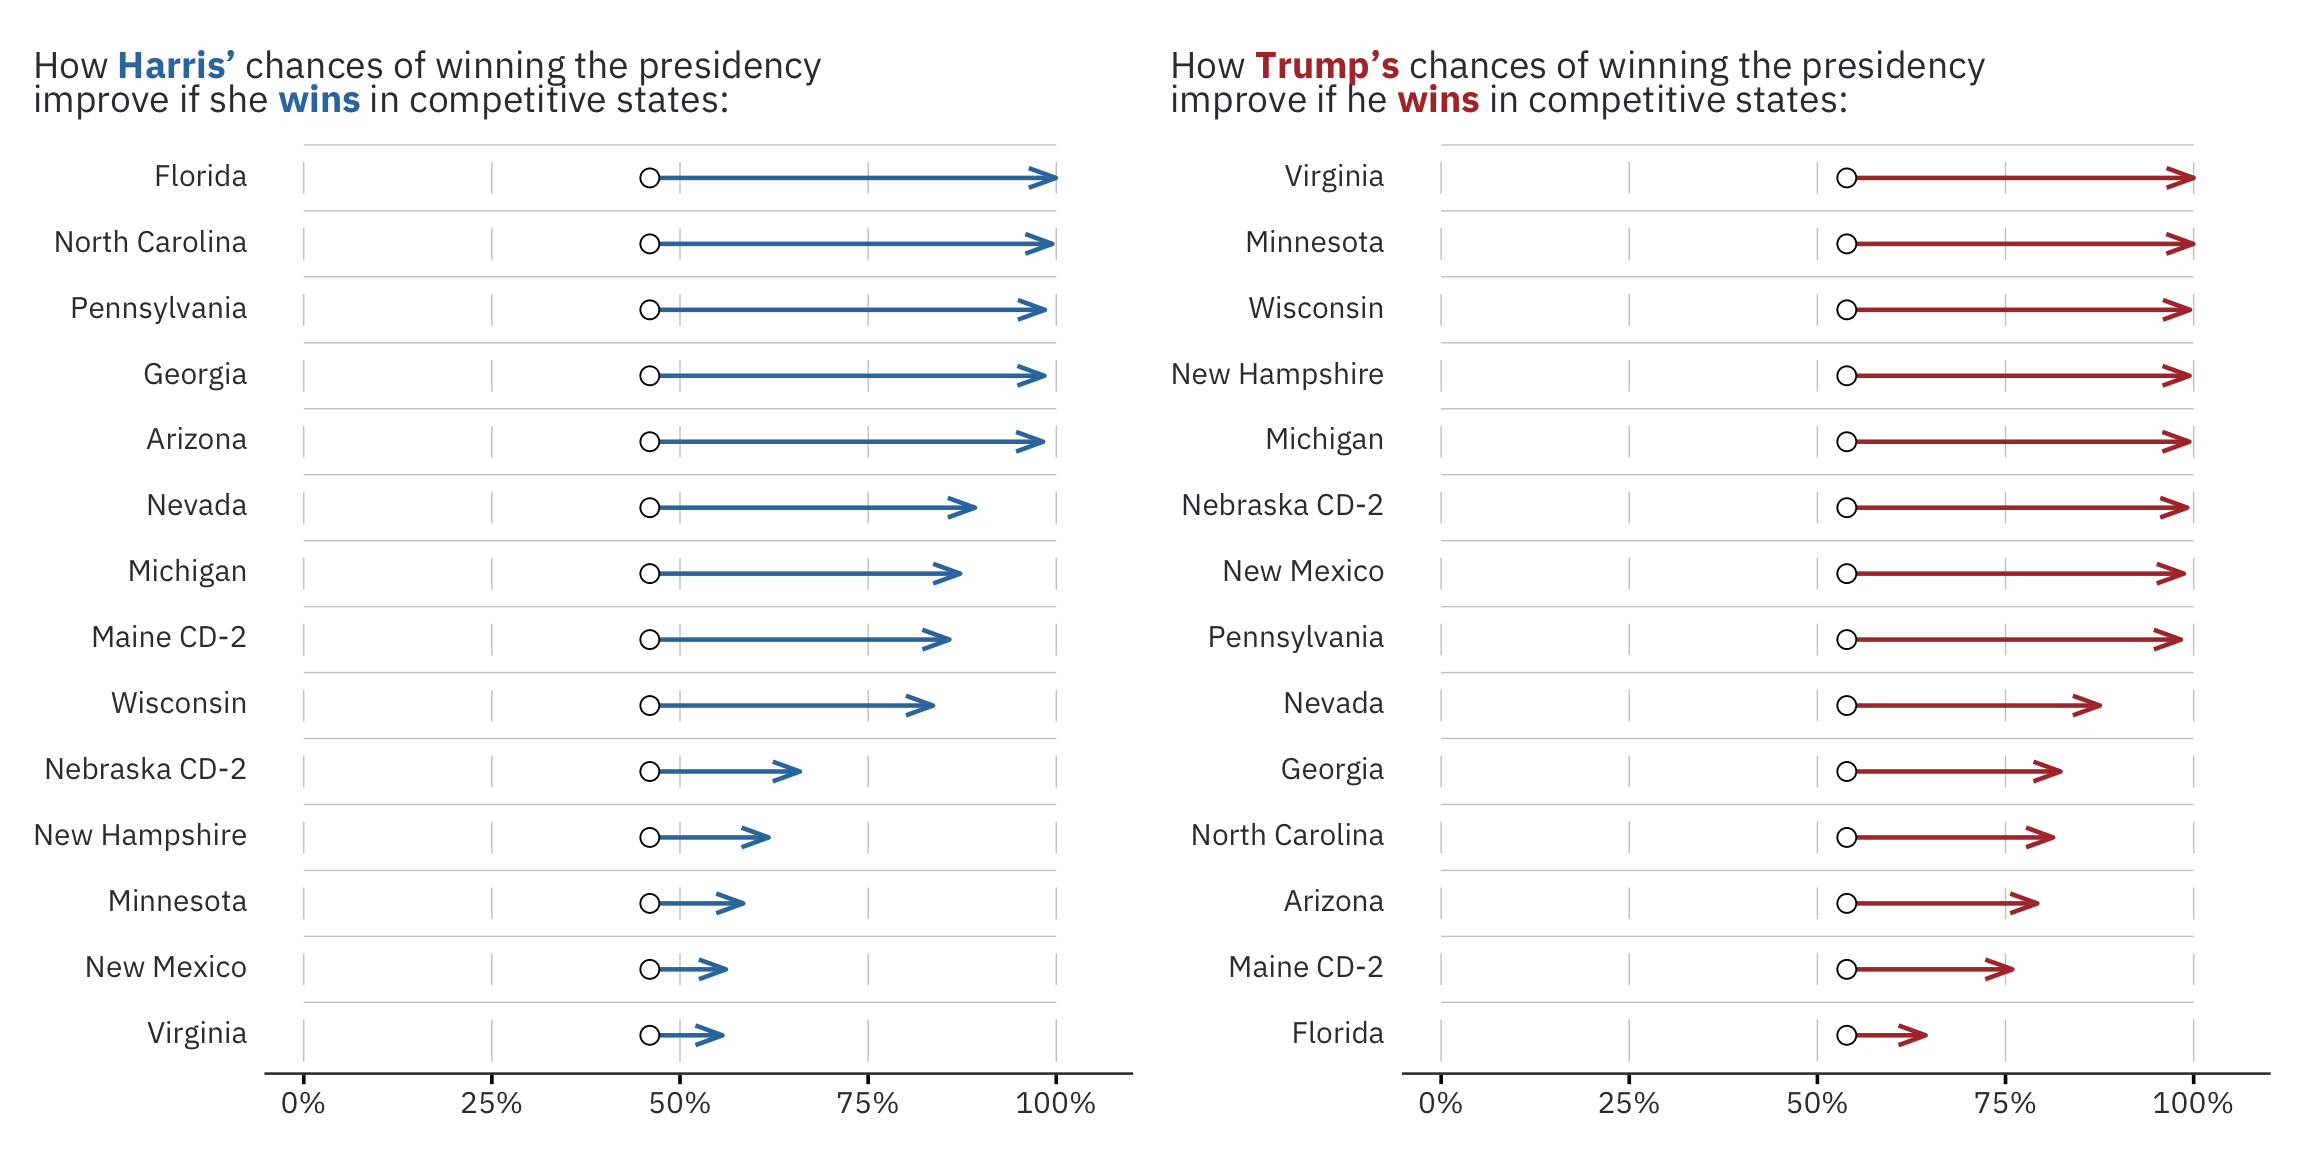 How Harris’ chances of winning the presidency
improve if she wins in competitive states:
Florida
North Carolina
Pennsylvania
Georgia
Arizona
Nevada
Michigan
Maine CD-2
Wisconsin
Nebraska CD-2
New Hampshire
Minnesota
New Mexico
Virginia
0% 25% 50% 75% 100%
How Trump’s chances of winning the presidency
improve if he wins in competitive states:
Virginia
Minnesota
Wisconsin
New Hampshire
Michigan
Nebraska CD-2
New Mexico
Pennsylvania
Nevada
Georgia
North Carolina
Arizona
Maine CD-2
Florida
0% 25% 50% 75% 100%